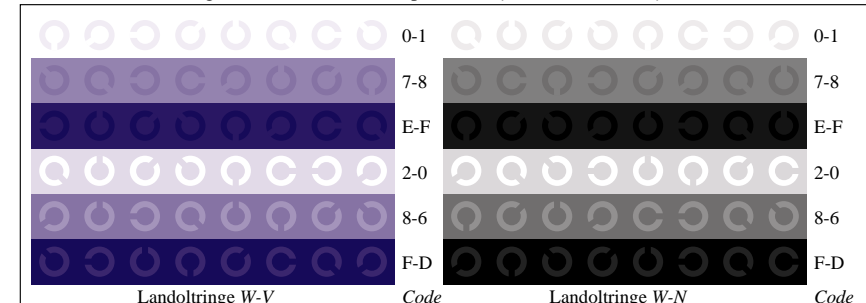 0-1 0-1
7-8 7-8
E-F E-F
2-0 2-0
8-6 8-6
F-D F-D
Landoltringe W-V Code Landoltringe W-N Code